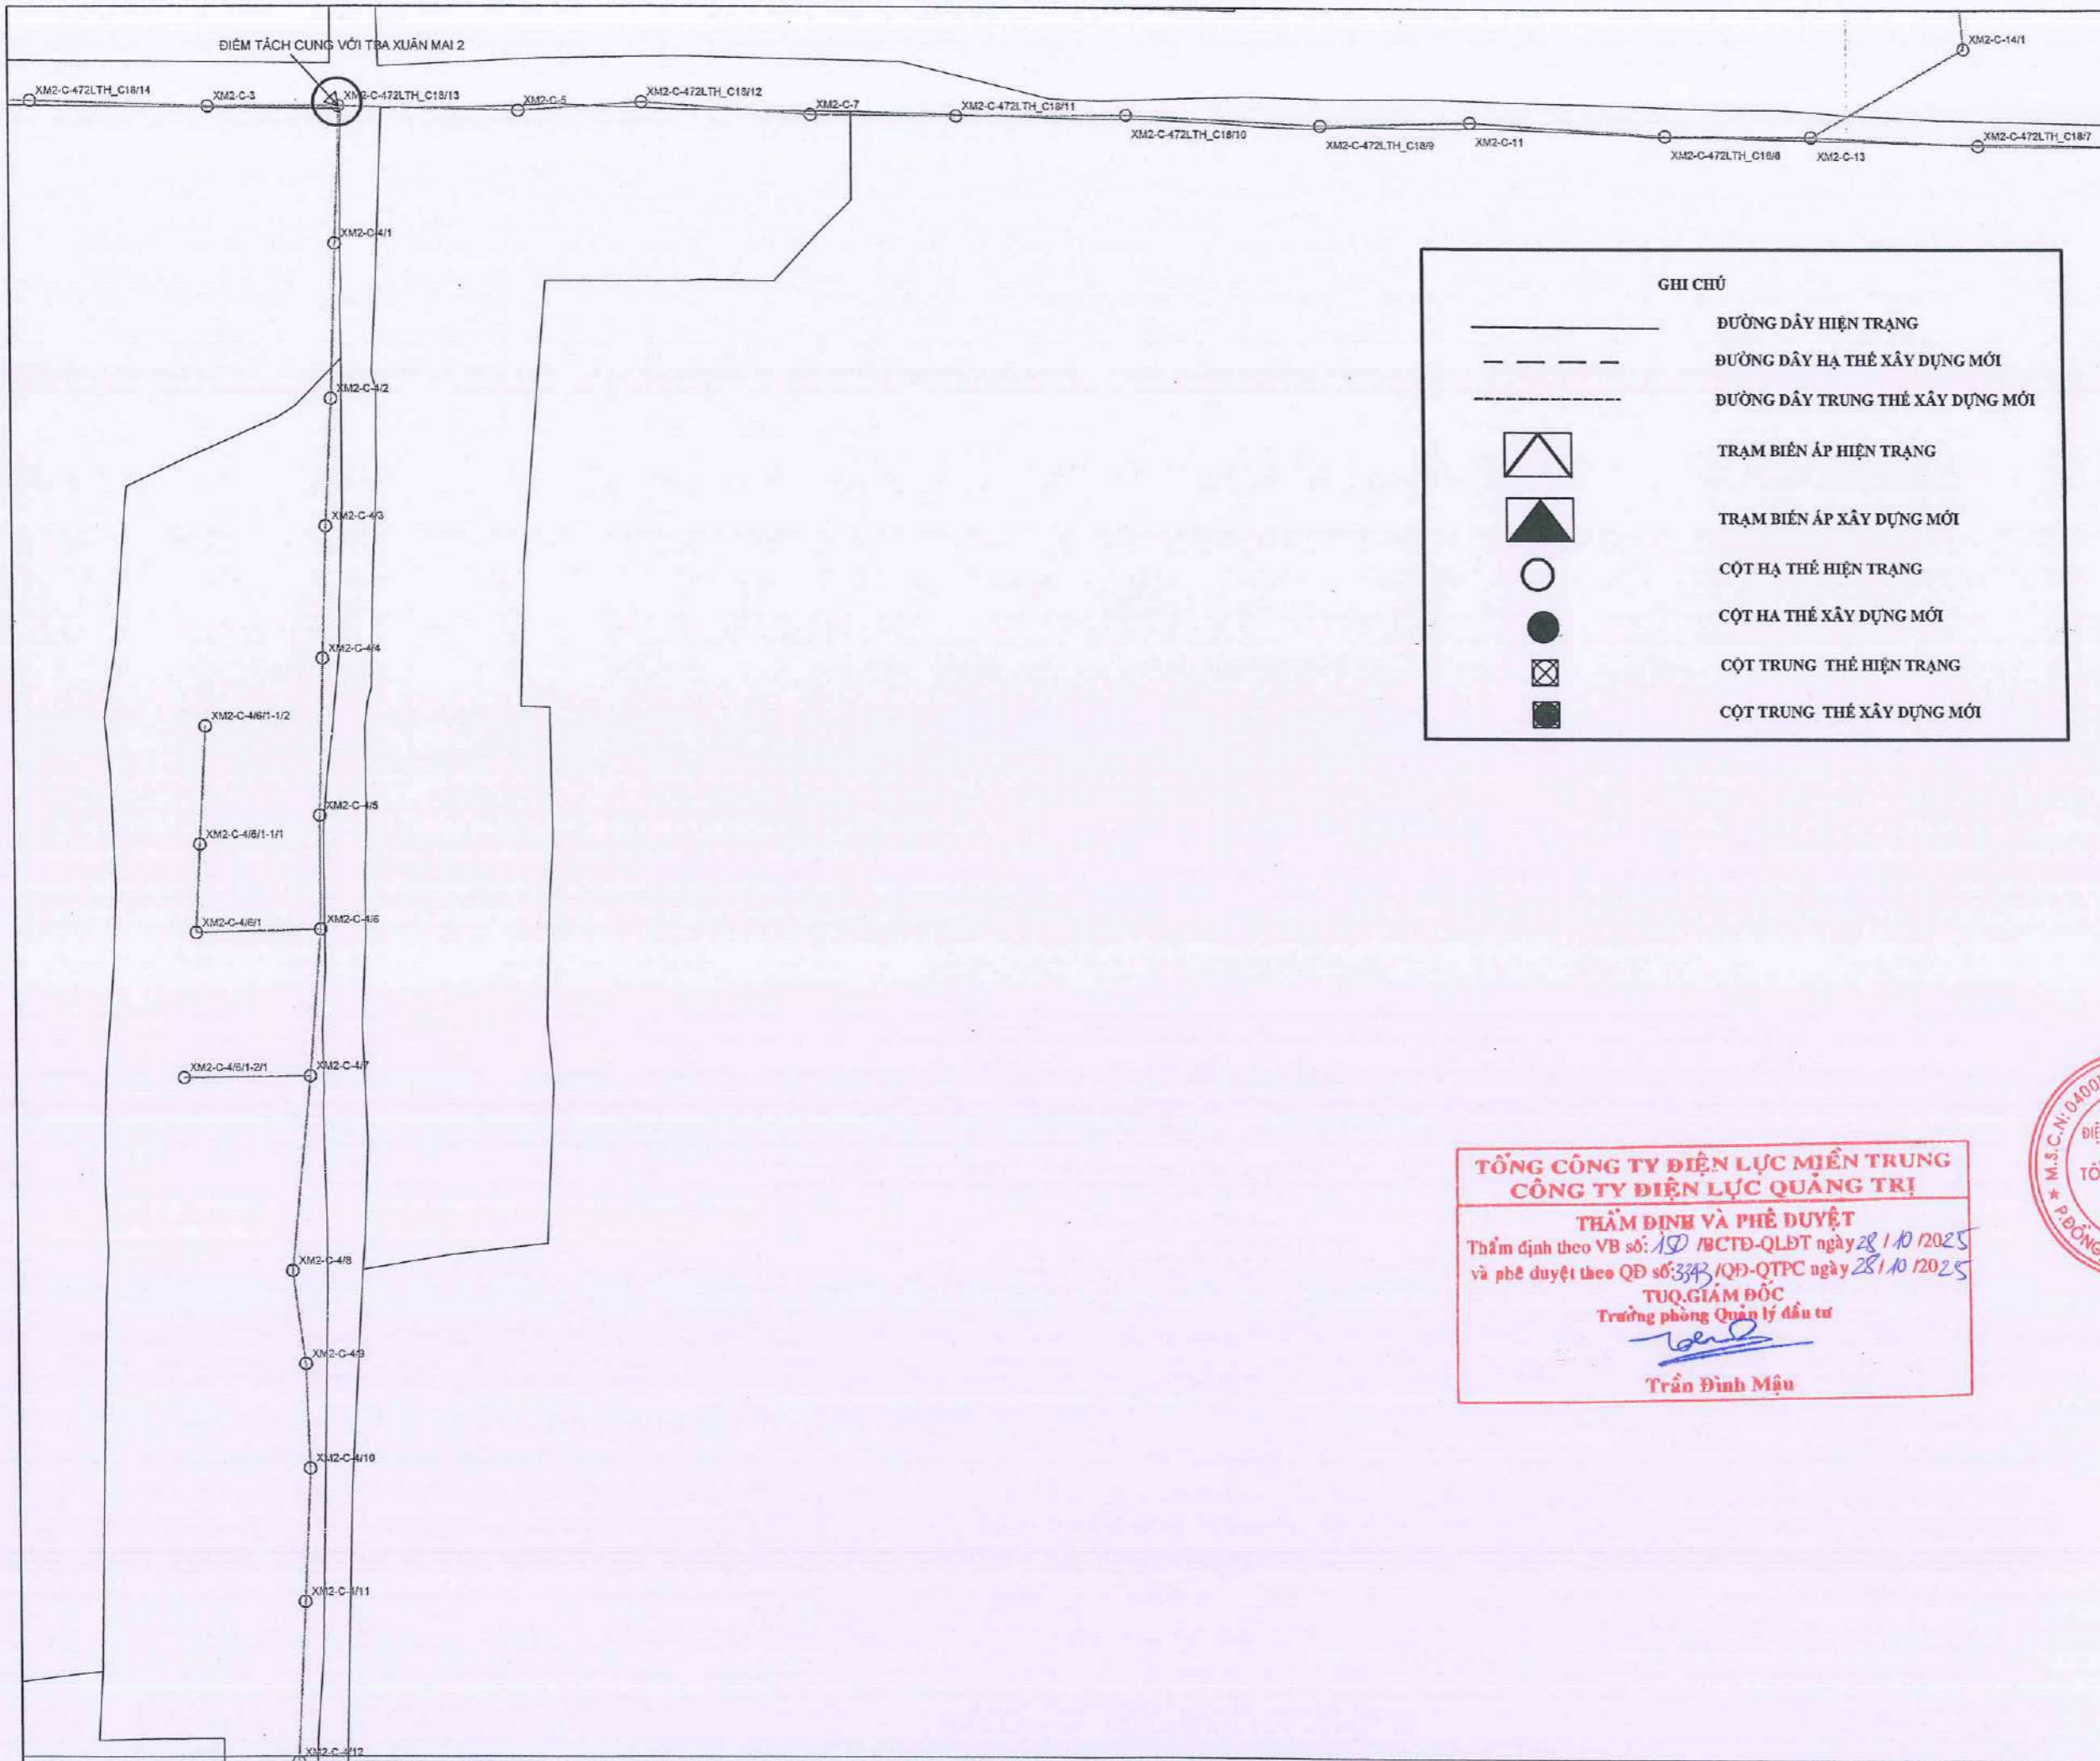 ĐIỂM TÁCH CUNG VỚI TBA XUÂN MAI 2
XM2-C-14/1
XM2-C-472LTH_C18/14
XM2-C-3
XM2-C-472LTH_C18/13
XM2-C-5
XM2-C-472LTH_C18/12
XM2-C-7
XM2-C-472LTH_C18/11
XM2-C-472LTH_C18/10
XM2-C-472LTH_C18/9
XM2-C-11
XM2-C-472LTH_C18/8
XM2-C-13
XM2-C-472LTH_C18/7
XM2-C-4/1
XM2-C-4/2
XM2-C-4/3
XM2-C-4/4
XM2-C-4/6/1-1/2
XM2-C-4/5
XM2-C-4/6/1-1/1
XM2-C-4/6/1
XM2-C-4/6
XM2-C-4/6/1-2/1
XM2-C-4/7
XM2-C-4/8
XM2-C-4/9
XM2-C-4/10
XM2-C-4/11
XM2-C-4/12
GHI CHÚ
ĐƯỜNG DÂY HIỆN TRẠNG
ĐƯỜNG DÂY HẠ THẾ XÂY DỰNG MỚI
ĐƯỜNG DÂY TRUNG THẾ XÂY DỰNG MỚI
TRẠM BIẾN ÁP HIỆN TRẠNG
TRẠM BIẾN ÁP XÂY DỰNG MỚI
CỘT HẠ THẾ HIỆN TRẠNG
CỘT HA THẾ XÂY DỰNG MỚI
CỘT TRUNG THẾ HIỆN TRẠNG
CỘT TRUNG THẾ XÂY DỰNG MỚI
TỔNG CÔNG TY ĐIỆN LỰC MIỀN TRUNG
CÔNG TY ĐIỆN LỰC QUẢNG TRỊ
THẨM ĐỊNH VÀ PHÊ DUYỆT
Thẩm định theo VB số: /BCTĐ-QLĐT ngày 28/10/2025
và phê duyệt theo QĐ số: 3343/QĐ-QTPC ngày 28/10/2025
TUQ.GIÁM ĐỐC
Trưởng phòng Quản lý đầu tư
Trần Đình Mậu
★ M.S.C.N: 0400
P.ĐÔNG